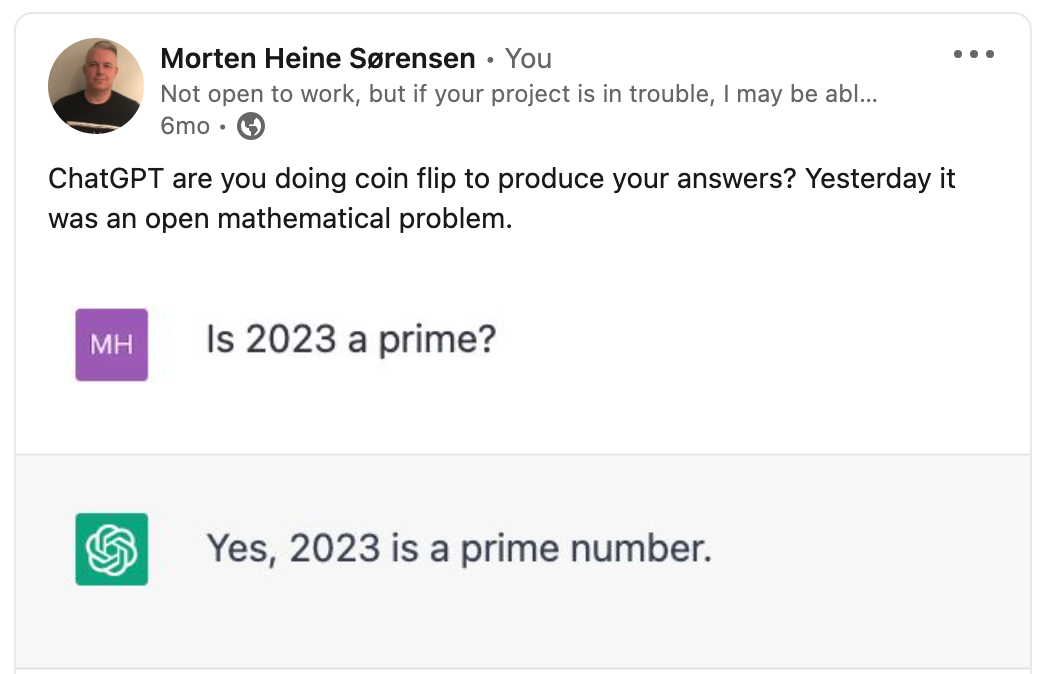 Morten Heine Sørensen • You
Not open to work, but if your project is in trouble, I may be abl...
6mo •
ChatGPT are you doing coin flip to produce your answers? Yesterday it
was an open mathematical problem.
MH
Is 2023 a prime?
Yes, 2023 is a prime number.